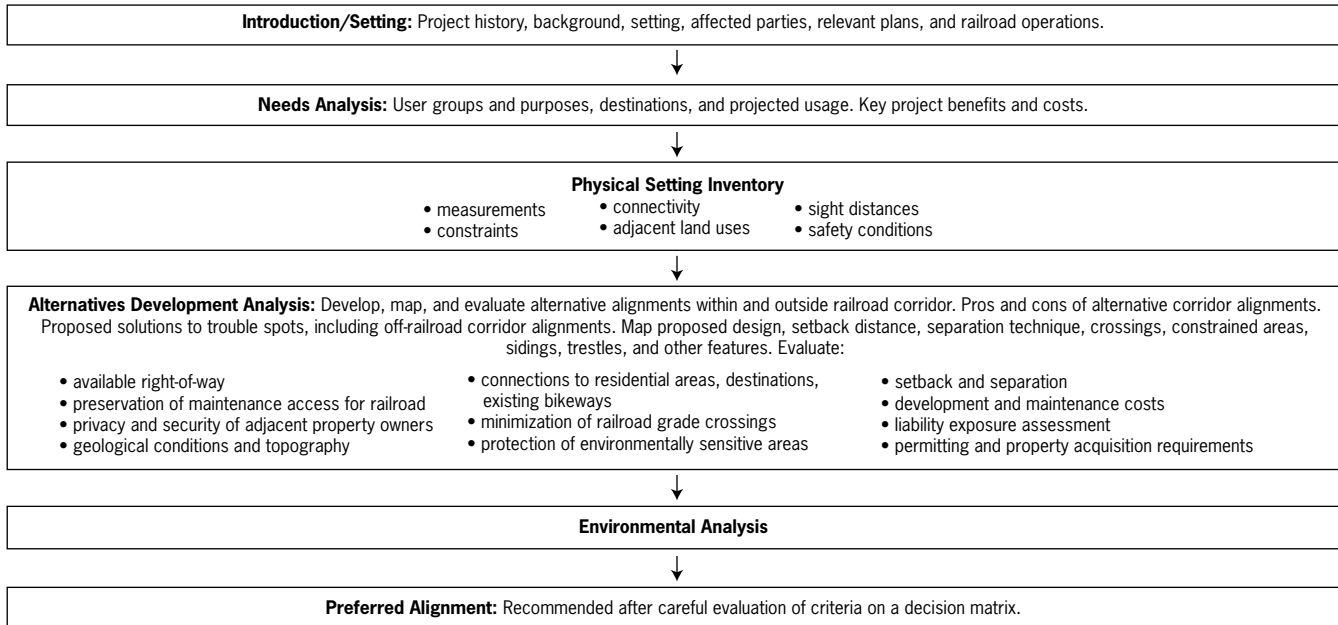 Introduction/Setting: Project history, background, setting, affected parties, relevant plans, and railroad operations.
Needs Analysis: User groups and purposes, destinations, and projected usage. Key project benefits and costs.
Physical Setting Inventory
• measurements
• constraints
• connectivity
• adjacent land uses
• sight distances
• safety conditions
Alternatives Development Analysis: Develop, map, and evaluate alternative alignments within and outside railroad corridor. Pros and cons of alternative corridor alignments.
Proposed solutions to trouble spots, including off-railroad corridor alignments. Map proposed design, setback distance, separation technique, crossings, constrained areas,
sidings, trestles, and other features. Evaluate:
• available right-of-way
• preservation of maintenance access for railroad
• privacy and security of adjacent property owners
• geological conditions and topography
• connections to residential areas, destinations,
existing bikeways
• minimization of railroad grade crossings
• protection of environmentally sensitive areas
• setback and separation
• development and maintenance costs
• liability exposure assessment
• permitting and property acquisition requirements
Environmental Analysis
Preferred Alignment: Recommended after careful evaluation of criteria on a decision matrix.